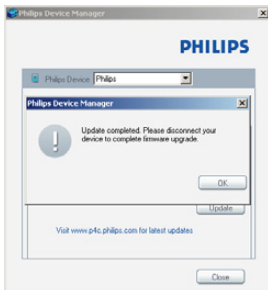 Philips Device Manager
PHILIPS
Philips Device Philips
Philips Device Manager
Update completed. Please disconnect your
device to complete firmware upgrade.
OK
Update
Visit www.p4c.philips.com for latest updates
Close